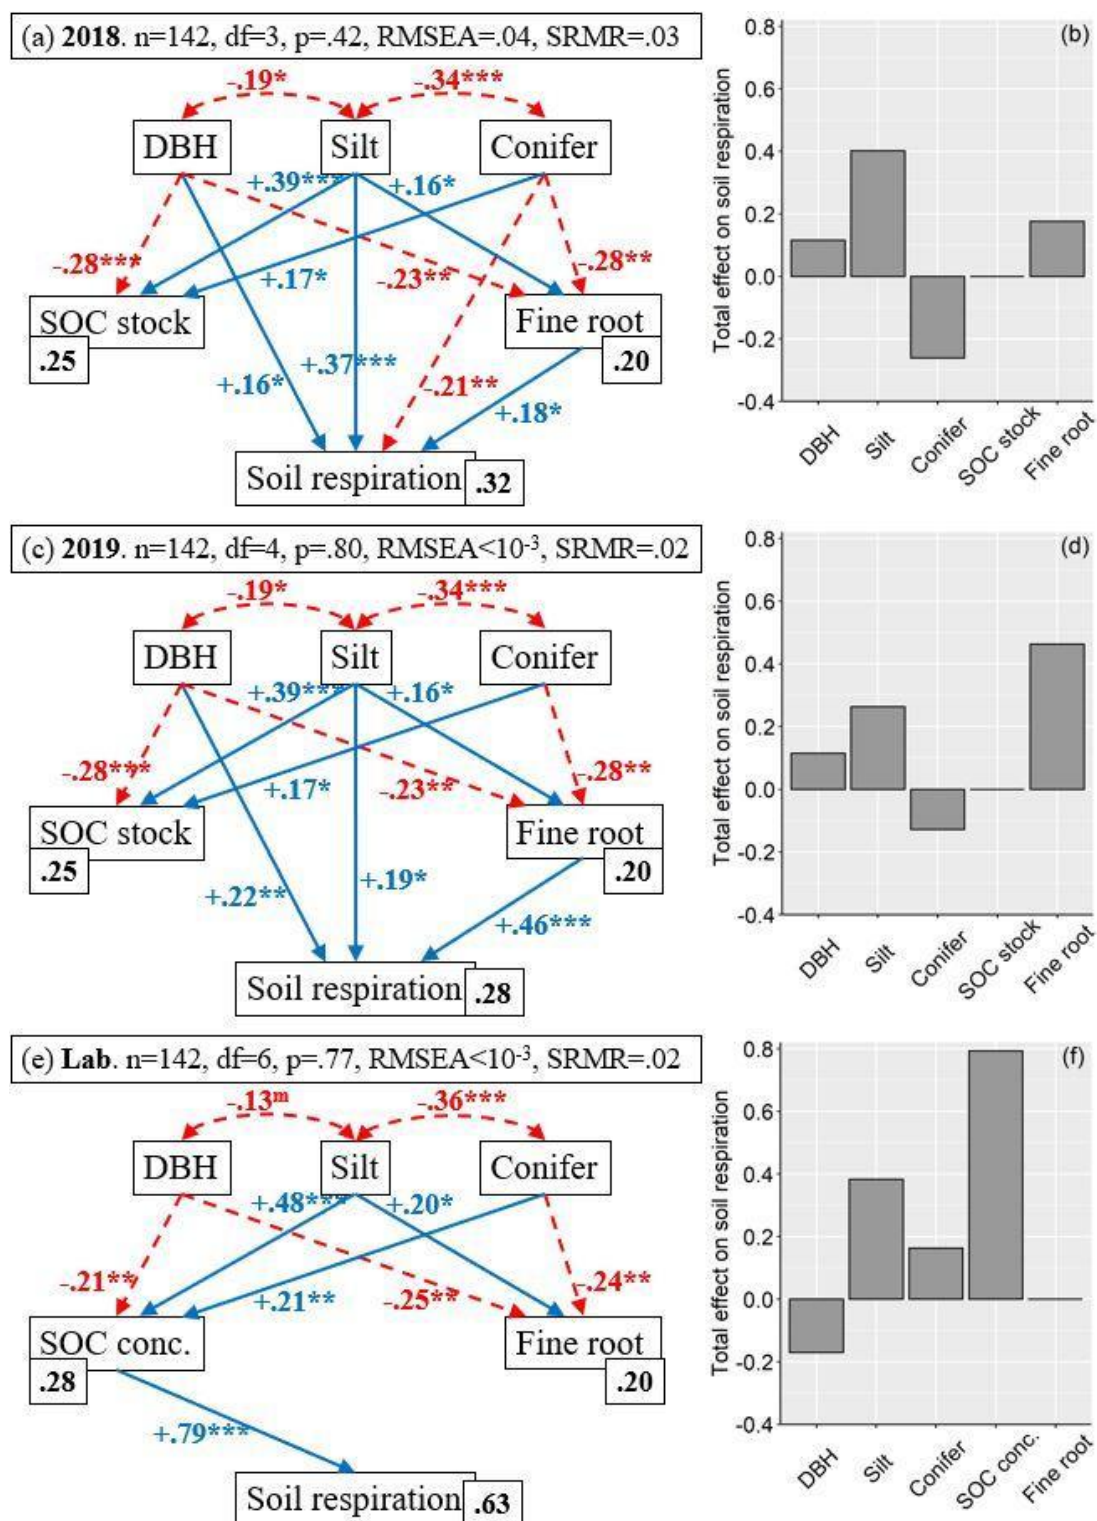 (a) 2018. n=142, df=3, p=.42, RMSEA=.04, SRMR=.03
-.19* -.34***
DBH Silt Conifer
+.39*** +.16*
-.28*** +.17* -.23** -.28**
SOC stock Fine root
.25 .20
+.16* +.37*** -.21** +.18*
Soil respiration .32
(b)
Total effect on soil respiration
0.8
0.6
0.4
0.2
0.0
-0.2
-0.4
DBH Silt Conifer SOC stock Fine root
(c) 2019. n=142, df=4, p=.80, RMSEA<10⁻³, SRMR=.02
-.19* -.34***
DBH Silt Conifer
+.39*** +.16*
-.28*** +.17* -.23** -.28**
SOC stock Fine root
.25 .20
+.22** +.19* +.46***
Soil respiration .28
(d)
Total effect on soil respiration
0.8
0.6
0.4
0.2
0.0
-0.2
-0.4
DBH Silt Conifer SOC stock Fine root
(e) Lab. n=142, df=6, p=.77, RMSEA<10⁻³, SRMR=.02
-.13ᵐ -.36***
DBH Silt Conifer
+.48*** +.20*
-.21** +.21** -.25** -.24**
SOC conc. Fine root
.28 .20
+.79***
Soil respiration .63
(f)
Total effect on soil respiration
0.8
0.6
0.4
0.2
0.0
-0.2
-0.4
DBH Silt Conifer SOC conc. Fine root